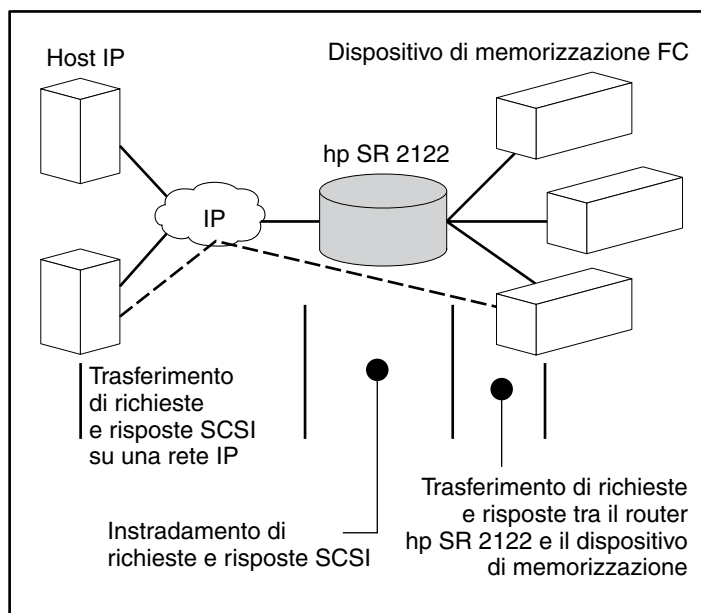 Host IP
Dispositivo di memorizzazione FC
hp SR 2122
IP
Trasferimento
di richieste
e risposte SCSI
su una rete IP
Instradamento di
richieste e risposte SCSI
Trasferimento di richieste
e risposte tra il router
hp SR 2122 e il dispositivo
di memorizzazione